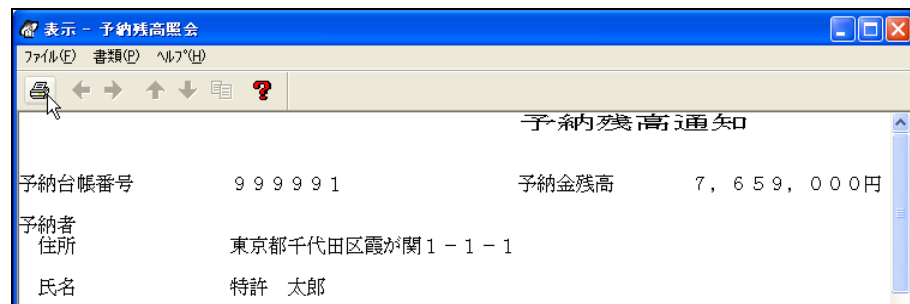 表示 - 予納残高照会
ファイル(F) 書類(P) ヘルプ(H)
?
予納残高通知
予納台帳番号 999991 予納金残高 7,659,000円
予納者
住所 東京都千代田区霞が関1-1-1
氏名 特許 太郎